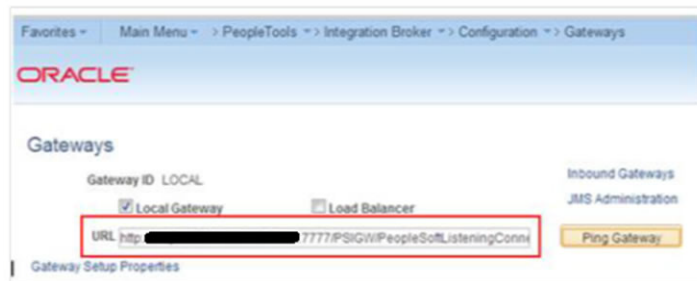 Favorites Main Menu > PeopleTools > Integration Broker > Configuration > Gateways
ORACLE
Gateways
Gateway ID LOCAL
Inbound Gateways
Local Gateway Load Balancer
JMS Administration
URL http: 7777/PSIGW/PeopleSoftListeningConne
Ping Gateway
Gateway Setup Properties